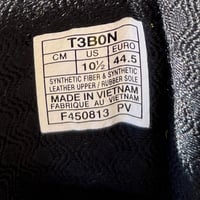 T3B0N
CM US EURO
10½ 44.5
SYNTHETIC FIBER & SYNTHETIC
LEATHER UPPER / RUBBER SOLE
MADE IN VIETNAM
FABRIQUE AU VIETNAM
F450813 PV